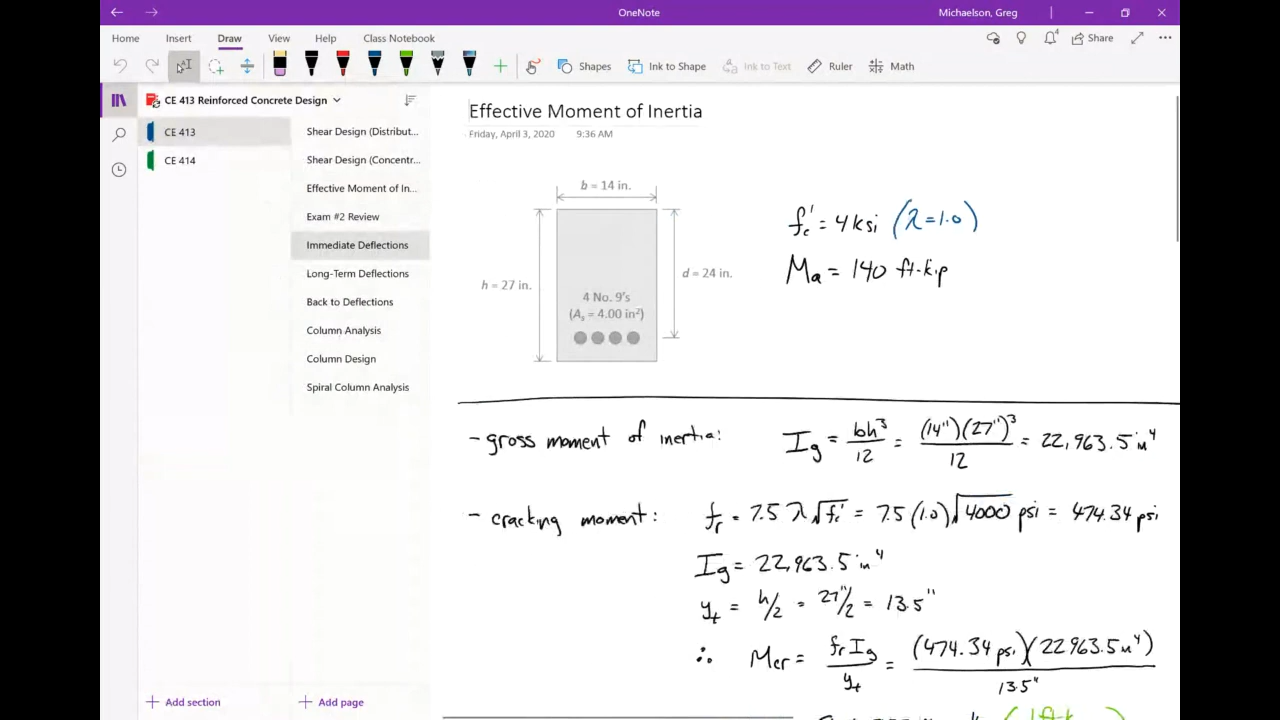 OneNote
Michaelson, Greg
Home Insert Draw View Help Class Notebook
4 Share
Shapes Ink to Shape Ink to Text Ruler Math
CE 413 Reinforced Concrete Design
CE 413
CE 414
Shear Design (Distribut...
Shear Design (Concentr...
Effective Moment of In...
Exam #2 Review
Immediate Deflections
Long-Term Deflections
Back to Deflections
Column Analysis
Column Design
Spiral Column Analysis
+ Add section
+ Add page
Effective Moment of Inertia
Friday, April 3, 2020 9:36 AM
b = 14 in.
h = 27 in.
d = 24 in.
4 No. 9's
(Aₛ = 4.00 in²)
f'c = 4 ksi (λ=1.0)
Ma = 140 ft·kip
- gross moment of inertia: Ig = bh³/12 = (14")(27")³/12 = 22,963.5 in⁴
- cracking moment: fr = 7.5 λ√f'c = 7.5 (1.0)√4000 psi = 474.34 psi
Ig = 22,963.5 in⁴
yt = h/2 = 27"/2 = 13.5"
∴ Mcr = fr Ig/yt = (474.34 psi)(22963.5 in⁴)/13.5"